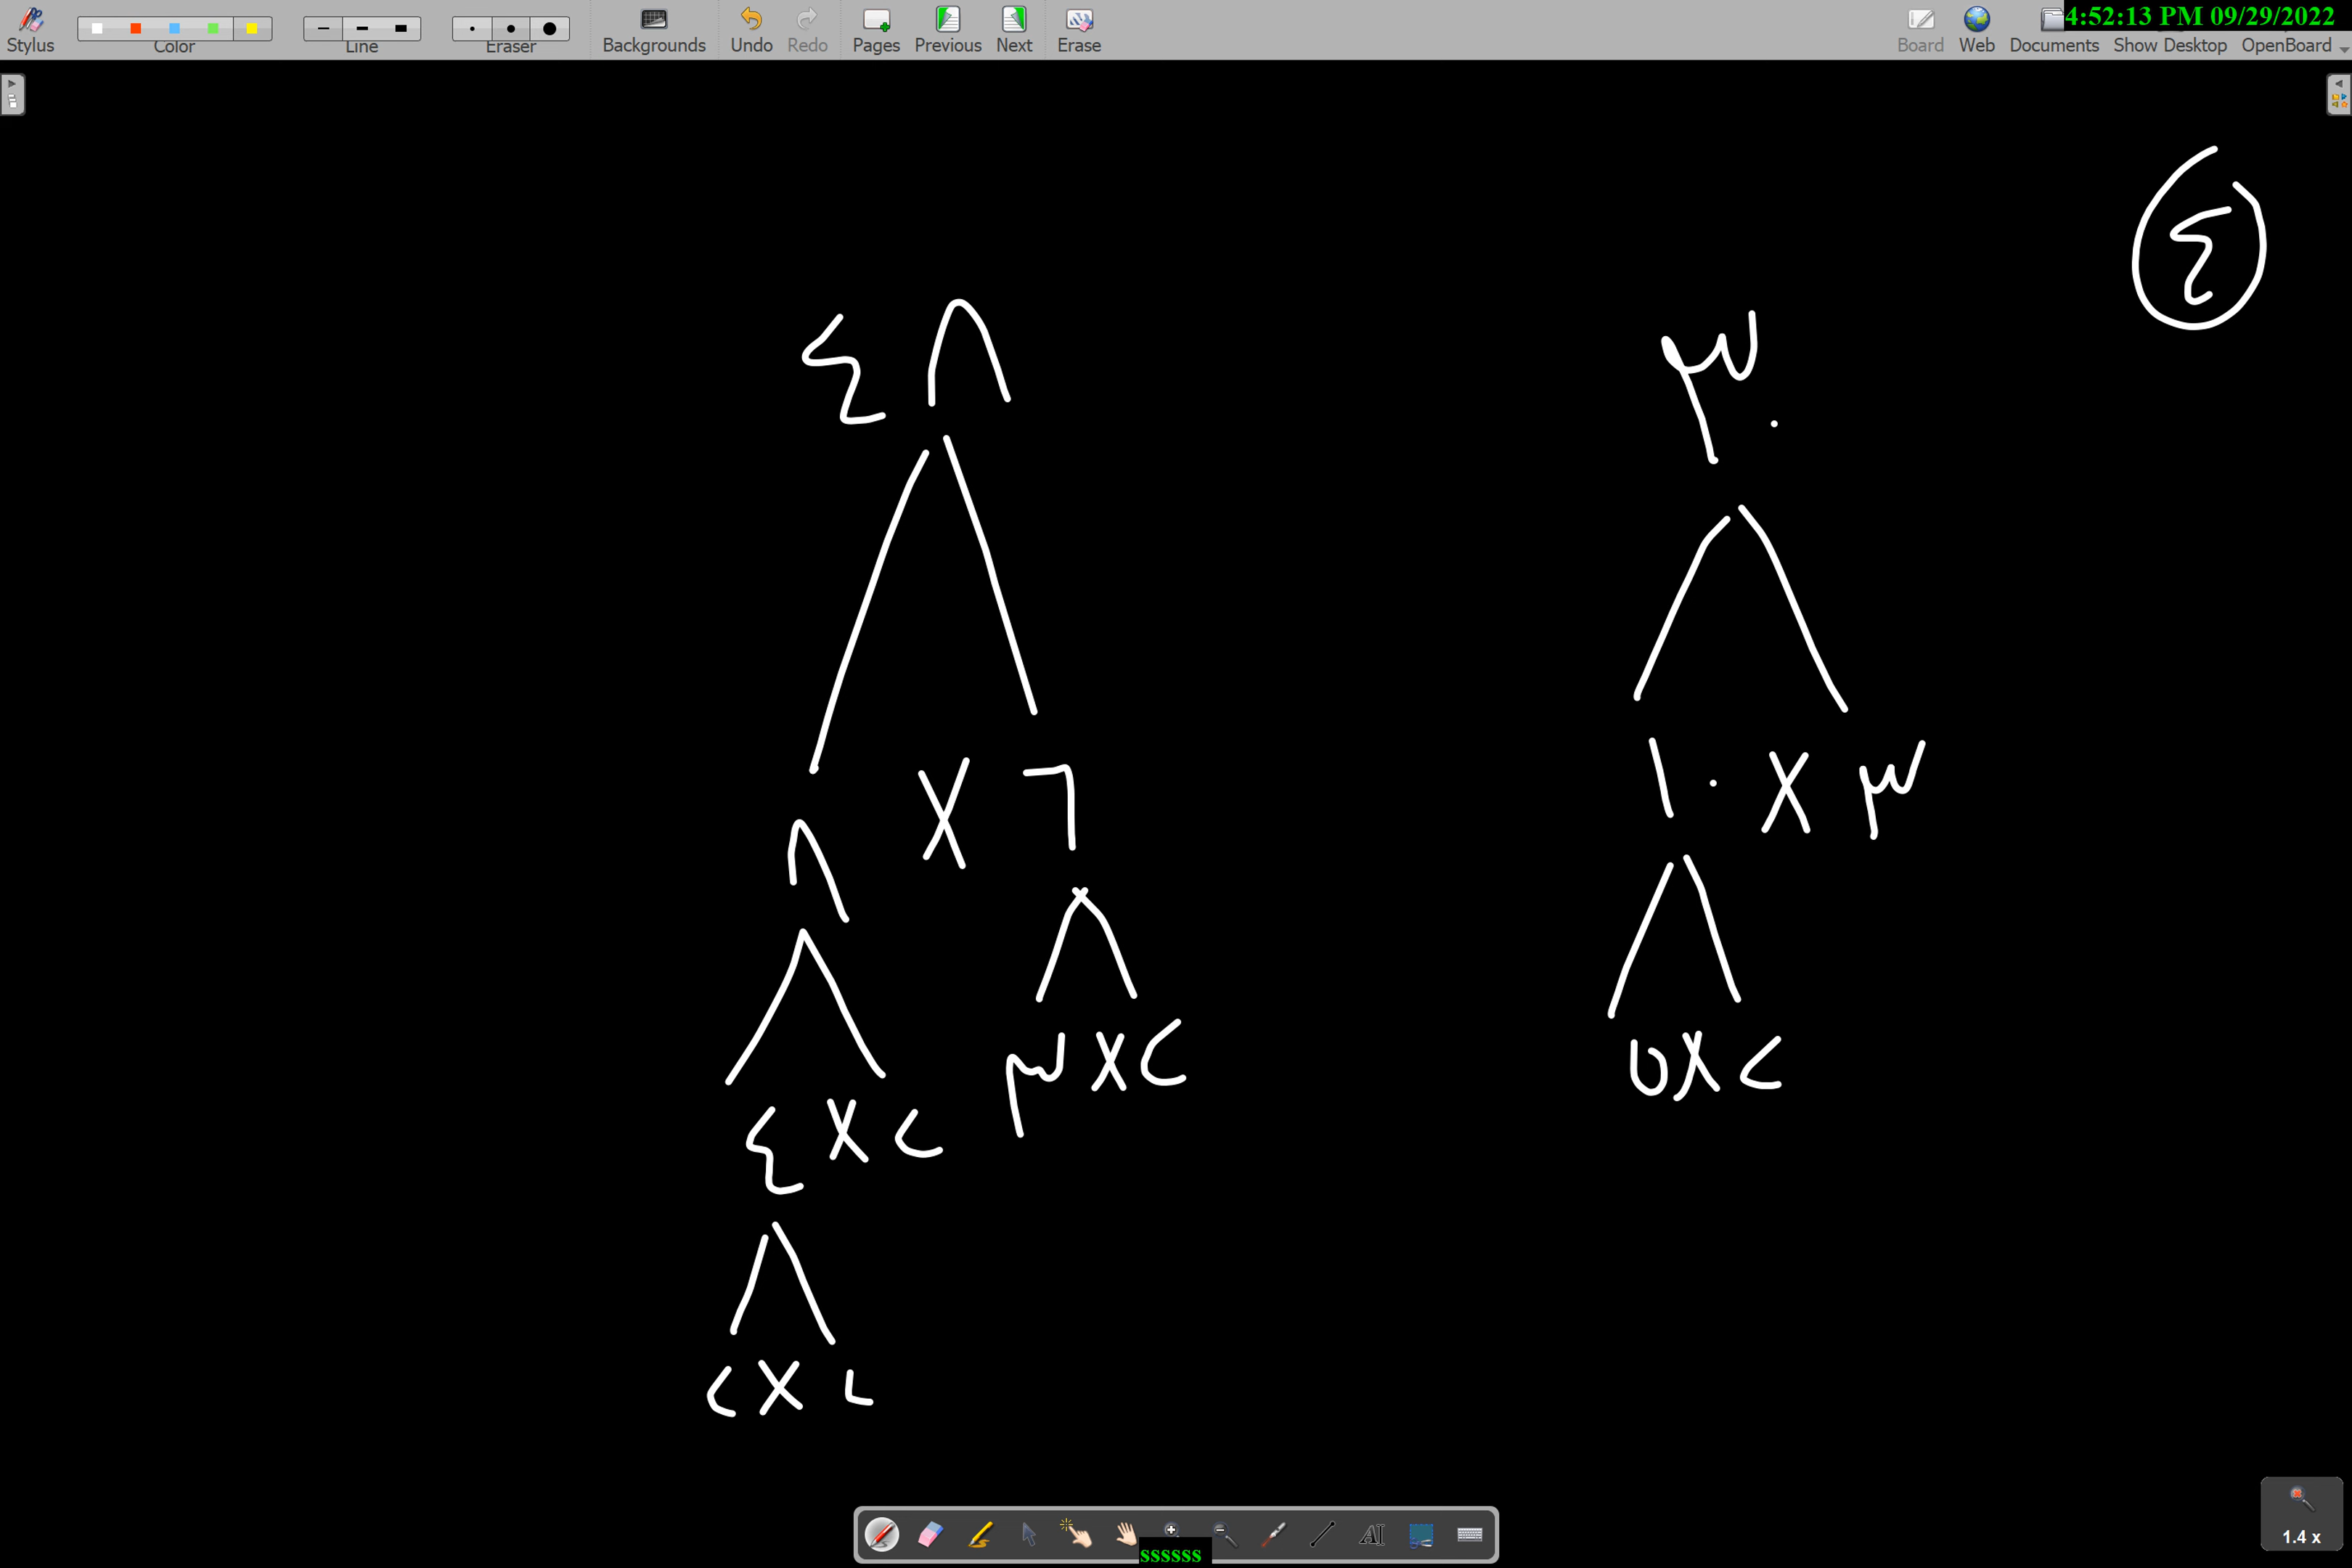 4:52:13 PM 09/29/2022
Stylus Color Line Eraser Backgrounds Undo Redo Pages Previous Next Erase Board Web Documents Show Desktop OpenBoard
٤
٤٨ ٣٠
٨ × ٦ ١٠ × ٣
٤ × ٢ ٣ × ٢ ٥ × ٢
٢ × ٢
1.4 x
ssssss